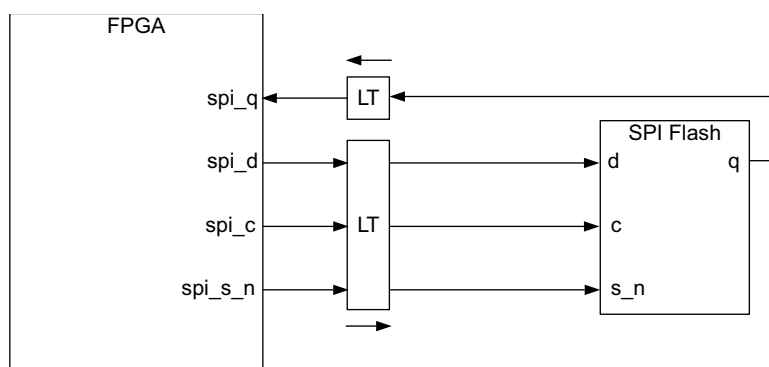 FPGA
spi_q
LT
SPI Flash
spi_d
d
q
spi_c
LT
c
spi_s_n
s_n